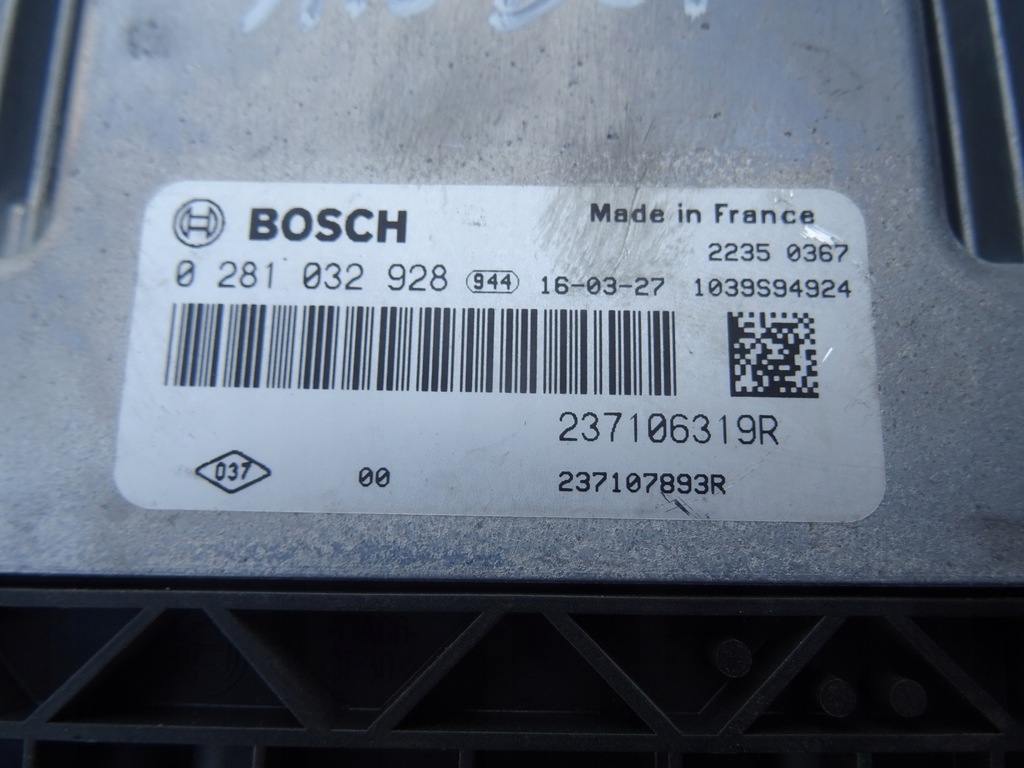 BOSCH
Made in France
2235 0367
0 281 032 928 944 16-03-27 1039S94924
237106319R
037 00 237107893R